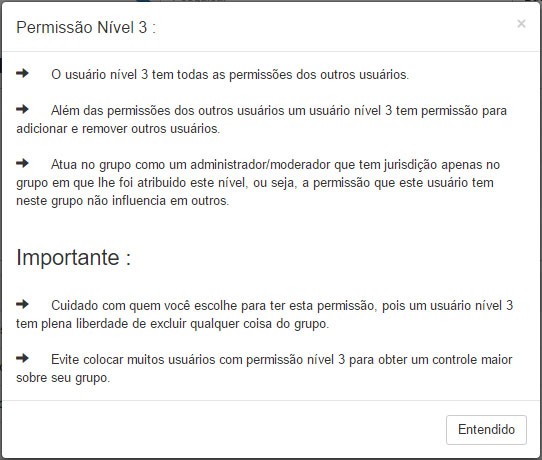 Permissão Nível 3 :
×
➔ O usuário nível 3 tem todas as permissões dos outros usuários.
➔ Além das permissões dos outros usuários um usuário nível 3 tem permissão para
adicionar e remover outros usuários.
➔ Atua no grupo como um administrador/moderador que tem jurisdição apenas no
grupo em que lhe foi atribuido este nível, ou seja, a permissão que este usuário tem
neste grupo não influencia em outros.
Importante :
➔ Cuidado com quem você escolhe para ter esta permissão, pois um usuário nível 3
tem plena liberdade de excluir qualquer coisa do grupo.
➔ Evite colocar muitos usuários com permissão nível 3 para obter um controle maior
sobre seu grupo.
Entendido